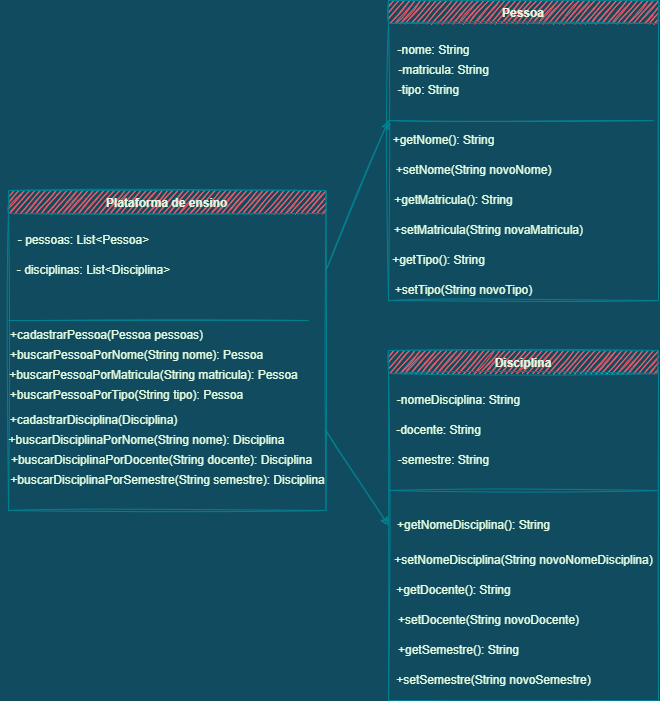 Pessoa
-nome: String
-matricula: String
-tipo: String
+getNome(): String
+setNome(String novoNome)
+getMatricula(): String
+setMatricula(String novaMatricula)
+getTipo(): String
+setTipo(String novoTipo)
Plataforma de ensino
- pessoas: List<Pessoa>
- disciplinas: List<Disciplina>
+cadastrarPessoa(Pessoa pessoas)
+buscarPessoaPorNome(String nome): Pessoa
+buscarPessoaPorMatricula(String matricula): Pessoa
+buscarPessoaPorTipo(String tipo): Pessoa
+cadastrarDisciplina(Disciplina)
+buscarDisciplinaPorNome(String nome): Disciplina
+buscarDisciplinaPorDocente(String docente): Disciplina
+buscarDisciplinaPorSemestre(String semestre): Disciplina
Disciplina
-nomeDisciplina: String
-docente: String
-semestre: String
+getNomeDisciplina(): String
+setNomeDisciplina(String novoNomeDisciplina)
+getDocente(): String
+setDocente(String novoDocente)
+getSemestre(): String
+setSemestre(String novoSemestre)